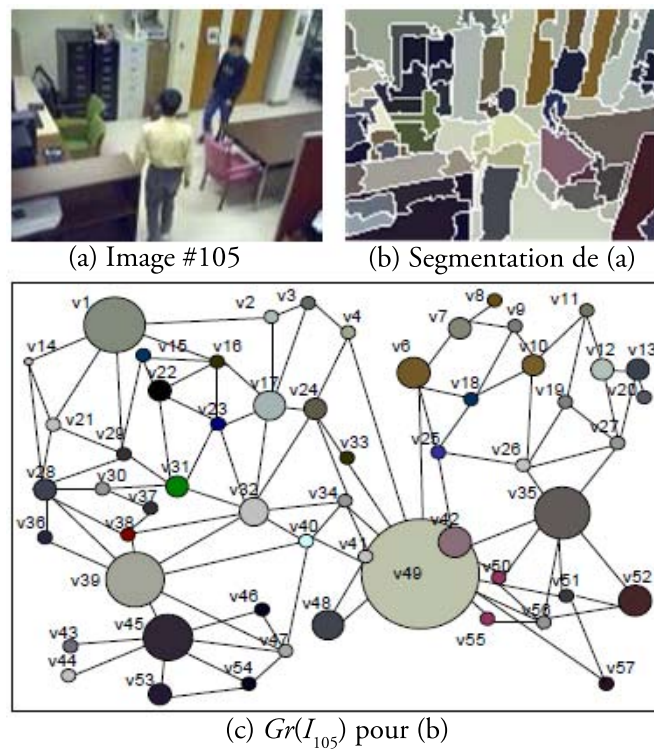 (a) Image #105 (b) Segmentation de (a)
v1 v2 v3 v4 v8 v9 v11
v7 v6 v10 v12 v13
v14 v15 v16
v22 v17 v24 v18 v19 v20
v21 v23
v29 v33 v25 v26 v27
v28 v30 v31 v32 v34 v35
v37
v36 v38 v40 v41 v42
v39 v49 v50 v51 v52
v46 v48
v43 v45 v47 v55 v56
v44 v53 v54 v57
(c) Gr(I105) pour (b)